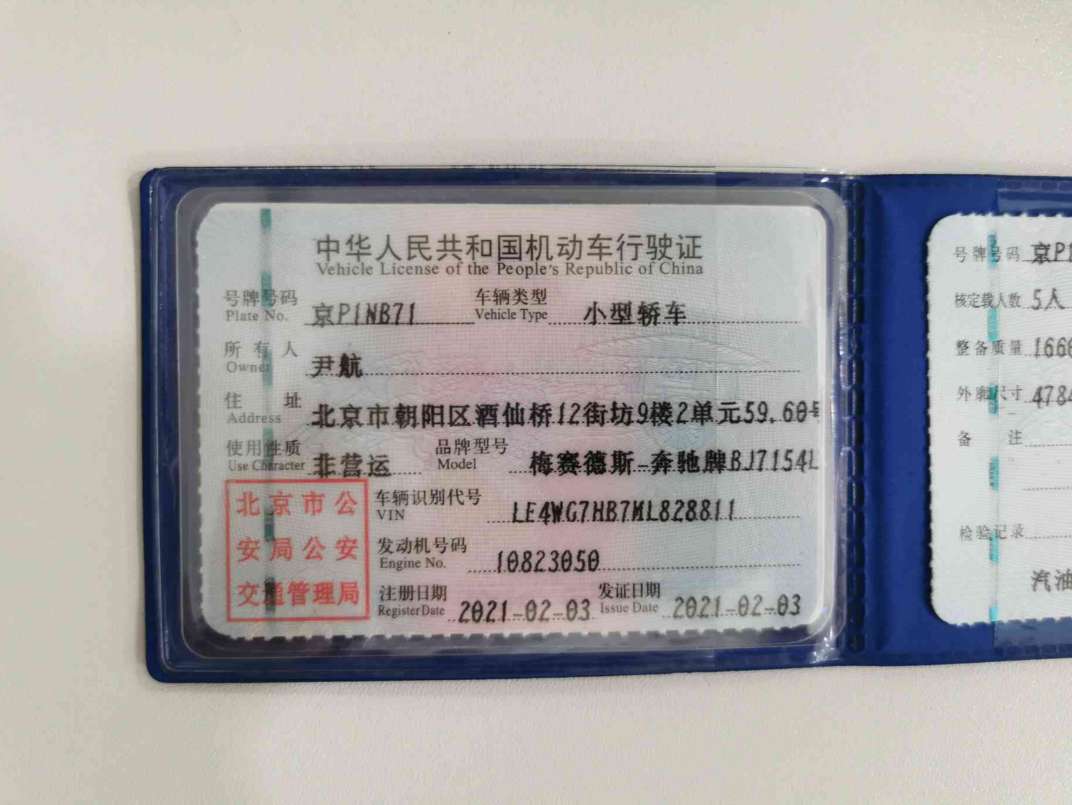 中华人民共和国机动车行驶证
Vehicle License of the People's Republic of China
号牌号码 京P1NB71 车辆类型 小型轿车
Plate No. Vehicle Type
所有人 尹航
Owner
住址 北京市朝阳区酒仙桥12街坊9楼2单元59.60号
Address
使用性质 非营运 品牌型号 梅赛德斯-奔驰牌BJ7154L
Use Character Model
北京市公
安局公安
交通管理局
车辆识别代号 LE4WG7HB7ML828811
VIN
发动机号码 10823050
Engine No.
注册日期 2021-02-03 发证日期 2021-02-03
Register Date Issue Date
号牌号码 京P1
核定载人数 5人
整备质量 166
外廓尺寸 4784
备注
检验记录
汽油